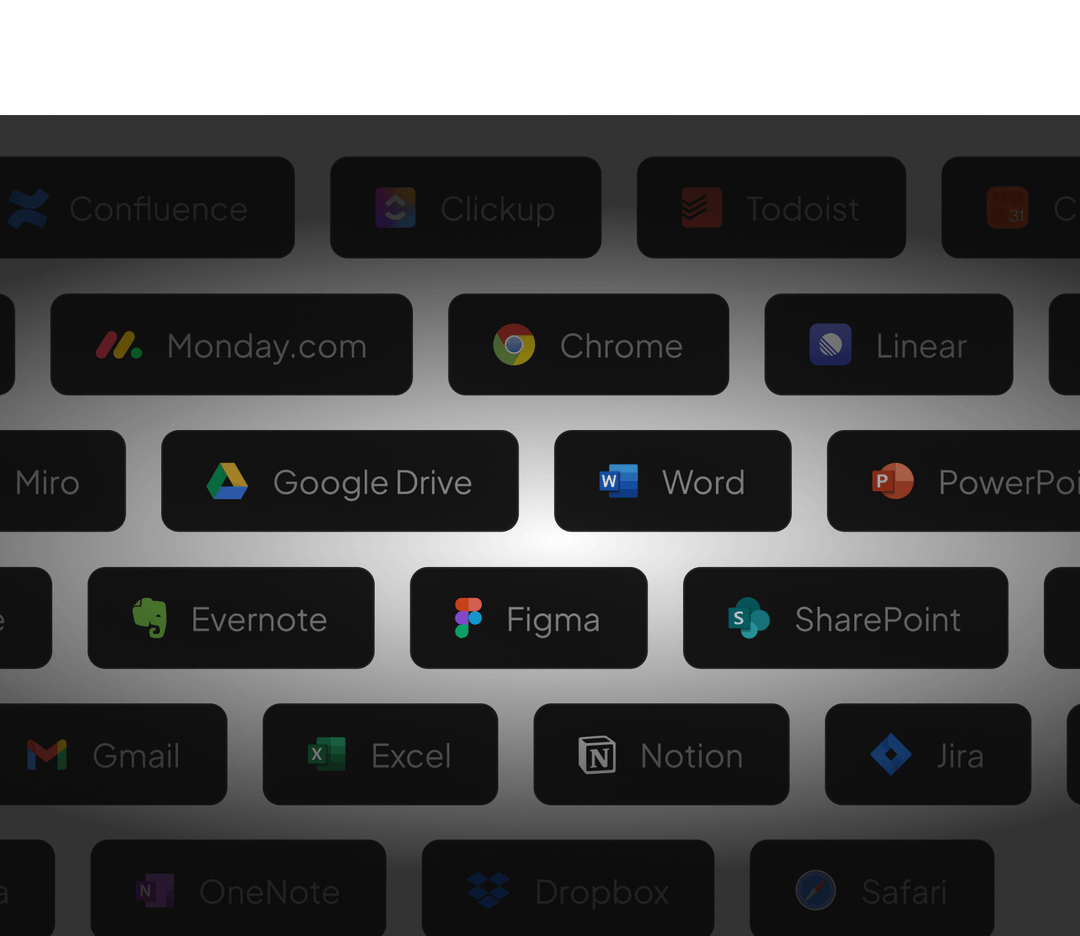 Confluence Clickup Todoist 31 C
Monday.com Chrome Linear
Miro Google Drive W Word P PowerPoi
e Evernote Figma S SharePoint
Gmail X Excel N Notion Jira
a N OneNote Dropbox Safari